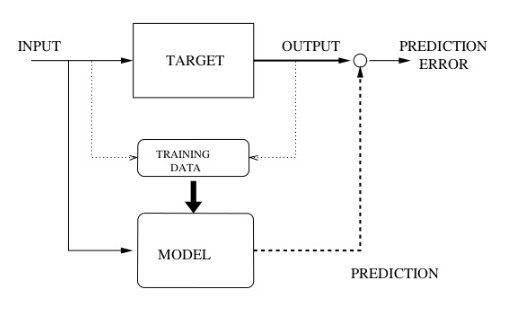 INPUT
TARGET
OUTPUT
PREDICTION
ERROR
TRAINING
DATA
MODEL
PREDICTION